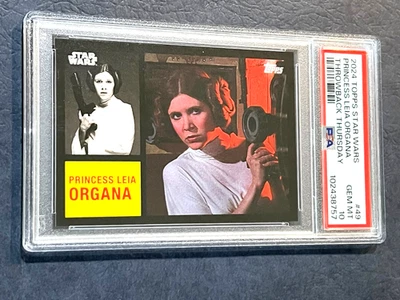 STAR
WARS
TOPPS
PRINCESS LEIA
ORGANA
2024 TOPPS STAR WARS
PRINCESS LEIA ORGANA
THROWBACK THURSDAY
#49
GEM MT
10
PSA
102438757